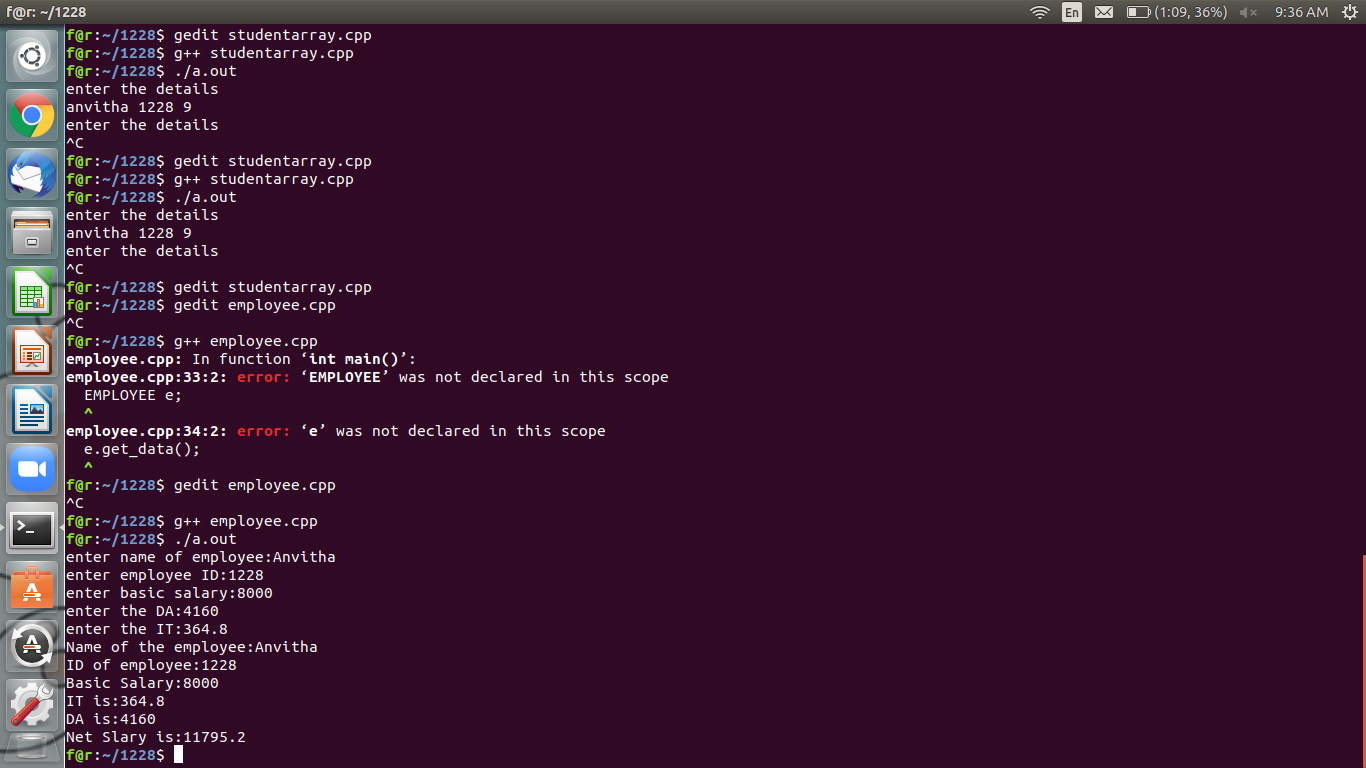 f@r: ~/1228
En
(1:09, 36%)
9:36 AM
f@r:~/1228$ gedit studentarray.cpp
f@r:~/1228$ g++ studentarray.cpp
f@r:~/1228$ ./a.out
enter the details
anvitha 1228 9
enter the details
^C
f@r:~/1228$ gedit studentarray.cpp
f@r:~/1228$ g++ studentarray.cpp
f@r:~/1228$ ./a.out
enter the details
anvitha 1228 9
enter the details
^C
f@r:~/1228$ gedit studentarray.cpp
f@r:~/1228$ gedit employee.cpp
^C
f@r:~/1228$ g++ employee.cpp
employee.cpp: In function ‘int main()’:
employee.cpp:33:2: error: ‘EMPLOYEE’ was not declared in this scope
  EMPLOYEE e;
  ^
employee.cpp:34:2: error: ‘e’ was not declared in this scope
  e.get_data();
  ^
f@r:~/1228$ gedit employee.cpp
^C
f@r:~/1228$ g++ employee.cpp
f@r:~/1228$ ./a.out
enter name of employee:Anvitha
enter employee ID:1228
enter basic salary:8000
enter the DA:4160
enter the IT:364.8
Name of the employee:Anvitha
ID of employee:1228
Basic Salary:8000
IT is:364.8
DA is:4160
Net Slary is:11795.2
f@r:~/1228$